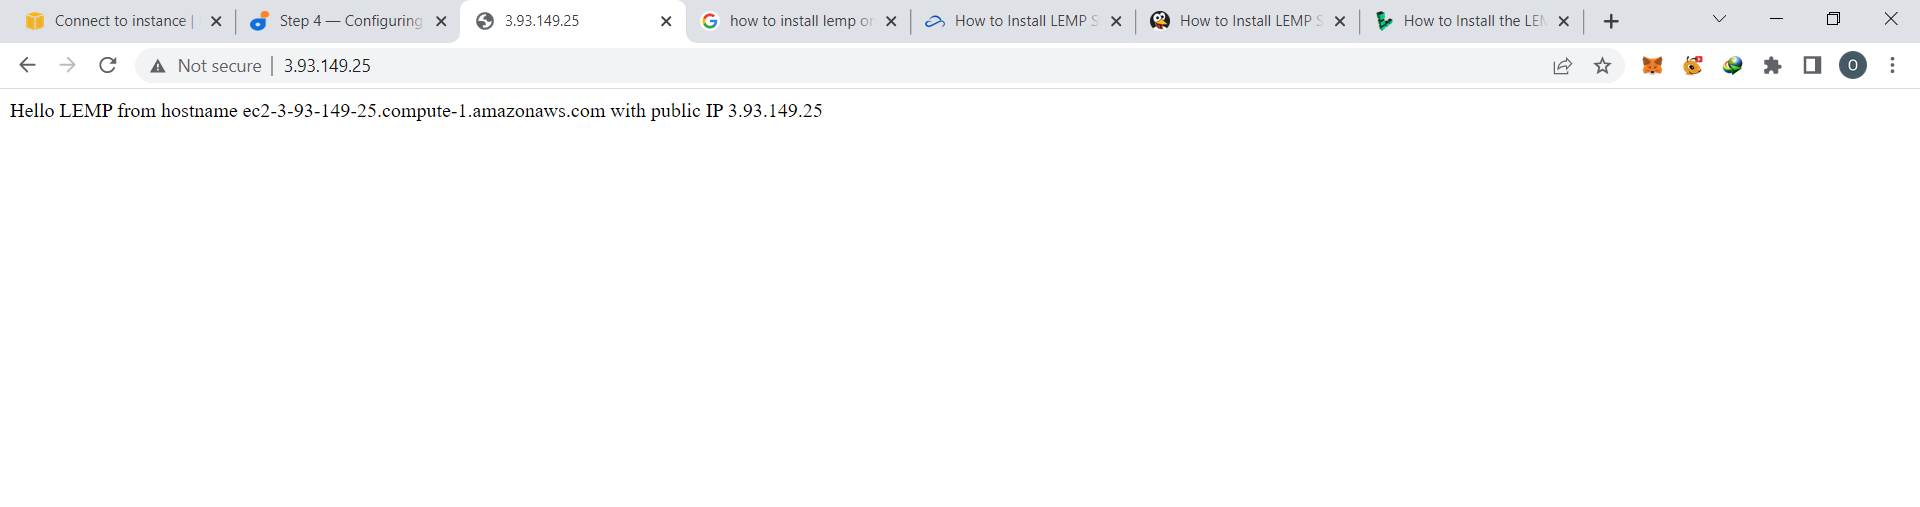 Connect to instance |
Step 4 — Configuring
3.93.149.25
how to install lemp on
How to Install LEMP S
How to Install LEMP S
How to Install the LEM
Not secure | 3.93.149.25
O
Hello LEMP from hostname ec2-3-93-149-25.compute-1.amazonaws.com with public IP 3.93.149.25